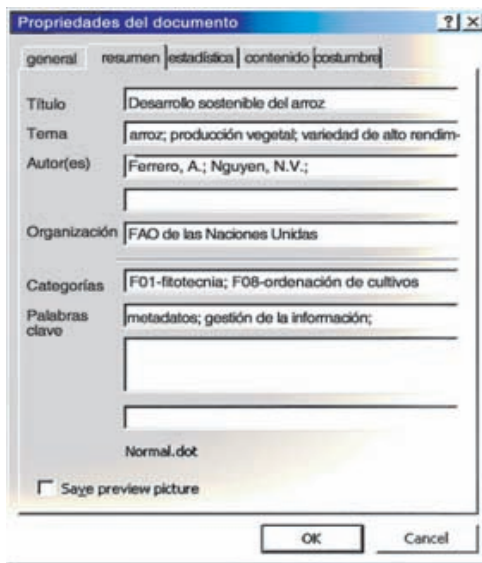 Propiedades del documento ? ×
general resumen estadística contenido costumbre
Título Desarrollo sostenible del arroz
Tema arroz; producción vegetal; variedad de alto rendim-
Autor(es) Ferrero, A.; Nguyen, N.V.;
Organización FAO de las Naciones Unidas
Categorías F01-fitotecnia; F08-ordenación de cultivos
Palabras clave metadatos; gestión de la información;
Normal.dot
Save preview picture
OK Cancel